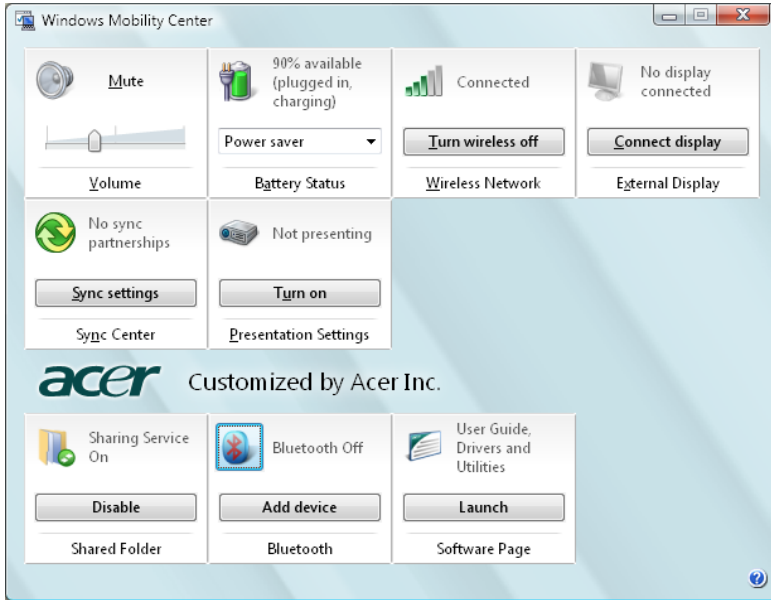 Windows Mobility Center
Mute
Volume
90% available
(plugged in,
charging)
Power saver
Battery Status
Connected
Turn wireless off
Wireless Network
No display
connected
Connect display
External Display
No sync
partnerships
Sync settings
Sync Center
Not presenting
Turn on
Presentation Settings
acer Customized by Acer Inc.
Sharing Service
On
Disable
Shared Folder
Bluetooth Off
Add device
Bluetooth
User Guide,
Drivers and
Utilities
Launch
Software Page
?